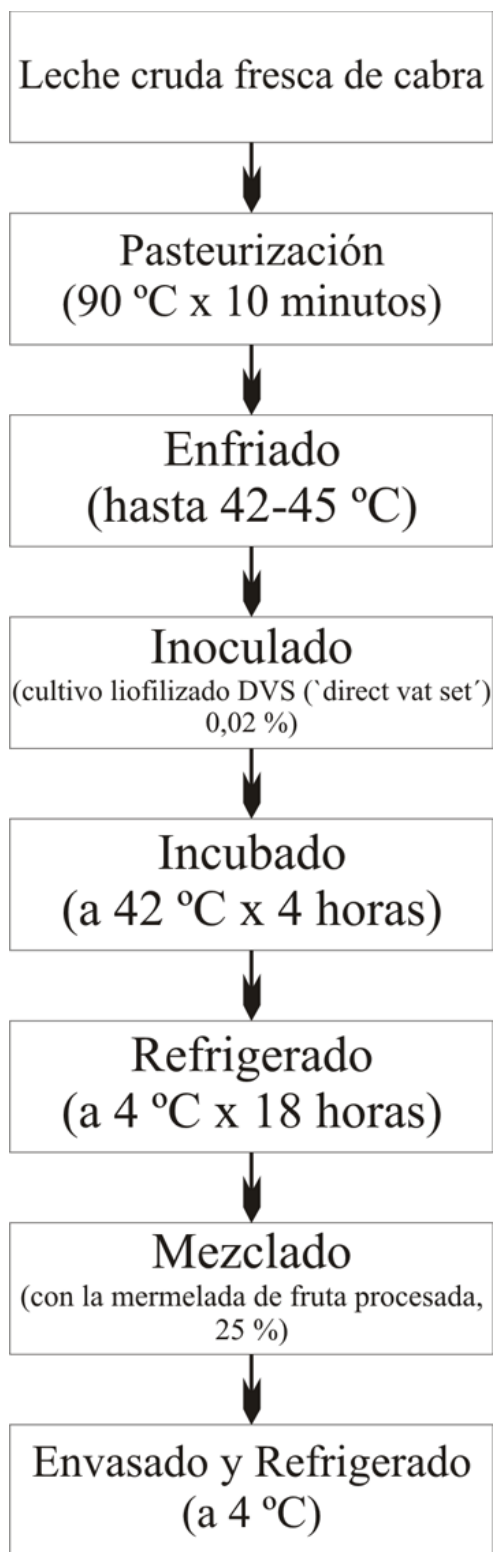 Leche cruda fresca de cabra
Pasteurización
(90 ºC x 10 minutos)
Enfriado
(hasta 42-45 ºC)
Inoculado
(cultivo liofilizado DVS (`direct vat set´)
0,02 %)
Incubado
(a 42 ºC x 4 horas)
Refrigerado
(a 4 ºC x 18 horas)
Mezclado
(con la mermelada de fruta procesada,
25 %)
Envasado y Refrigerado
(a 4 ºC)